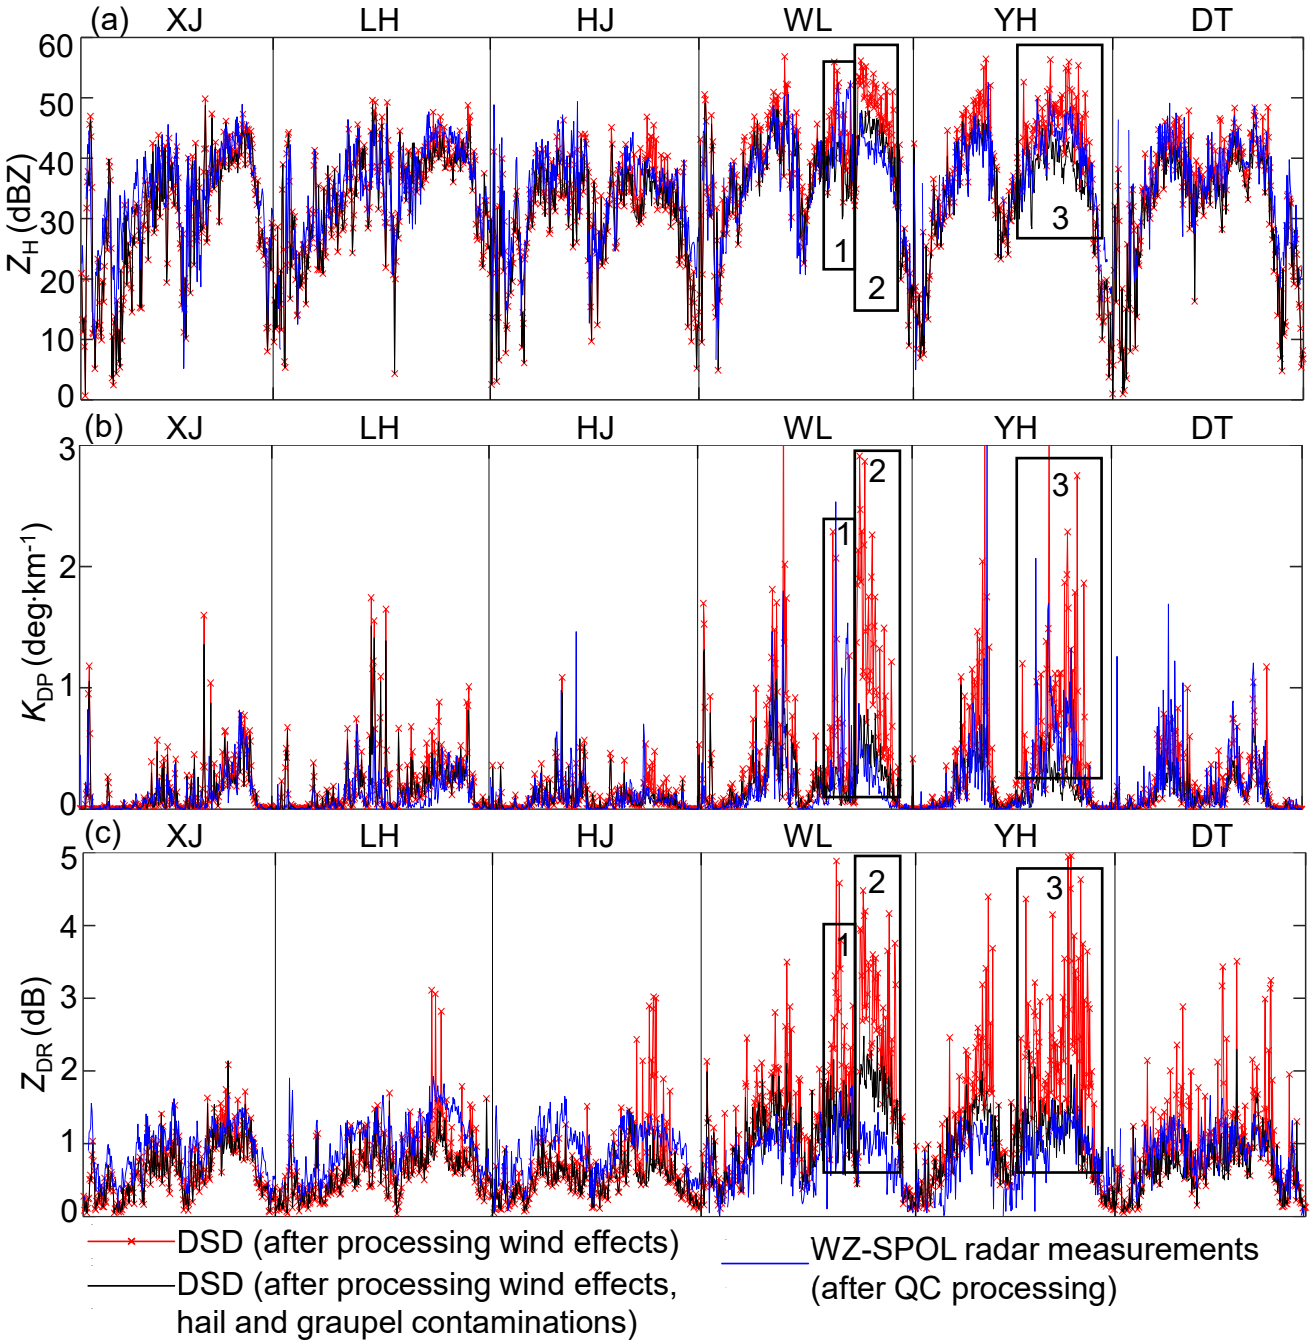 (a) XJ LH HJ WL YH DT
60
50
40
30
20
10
0
Z_H (dBZ)
1
2
3
(b) XJ LH HJ WL YH DT
3
2
1
0
K_DP (deg·km⁻¹)
1
2
3
(c) XJ LH HJ WL YH DT
5
4
3
2
1
0
Z_DR (dB)
1
2
3
DSD (after processing wind effects)
DSD (after processing wind effects,
hail and graupel contaminations)
WZ-SPOL radar measurements
(after QC processing)